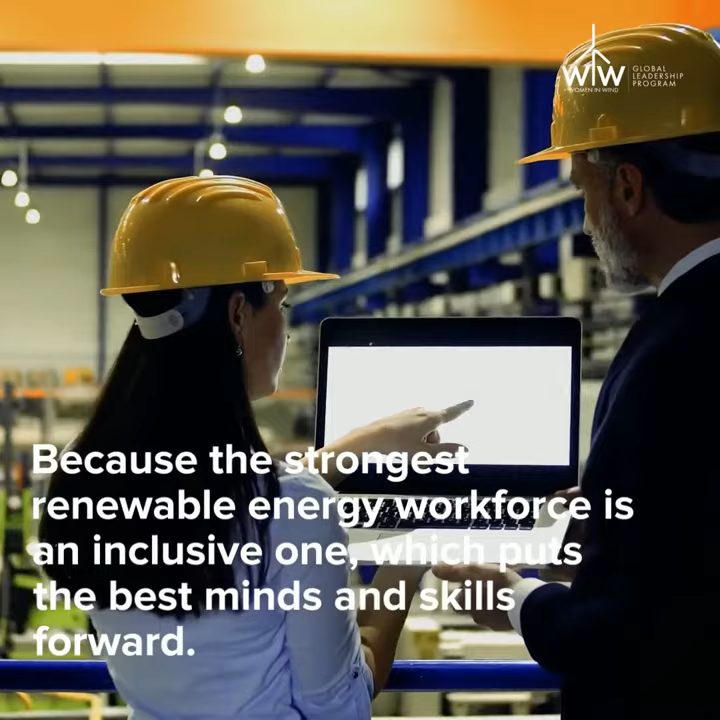 WiW
WOMEN IN WIND
GLOBAL
LEADERSHIP
PROGRAM
Because the strongest
renewable energy workforce is
an inclusive one, which puts
the best minds and skills
forward.